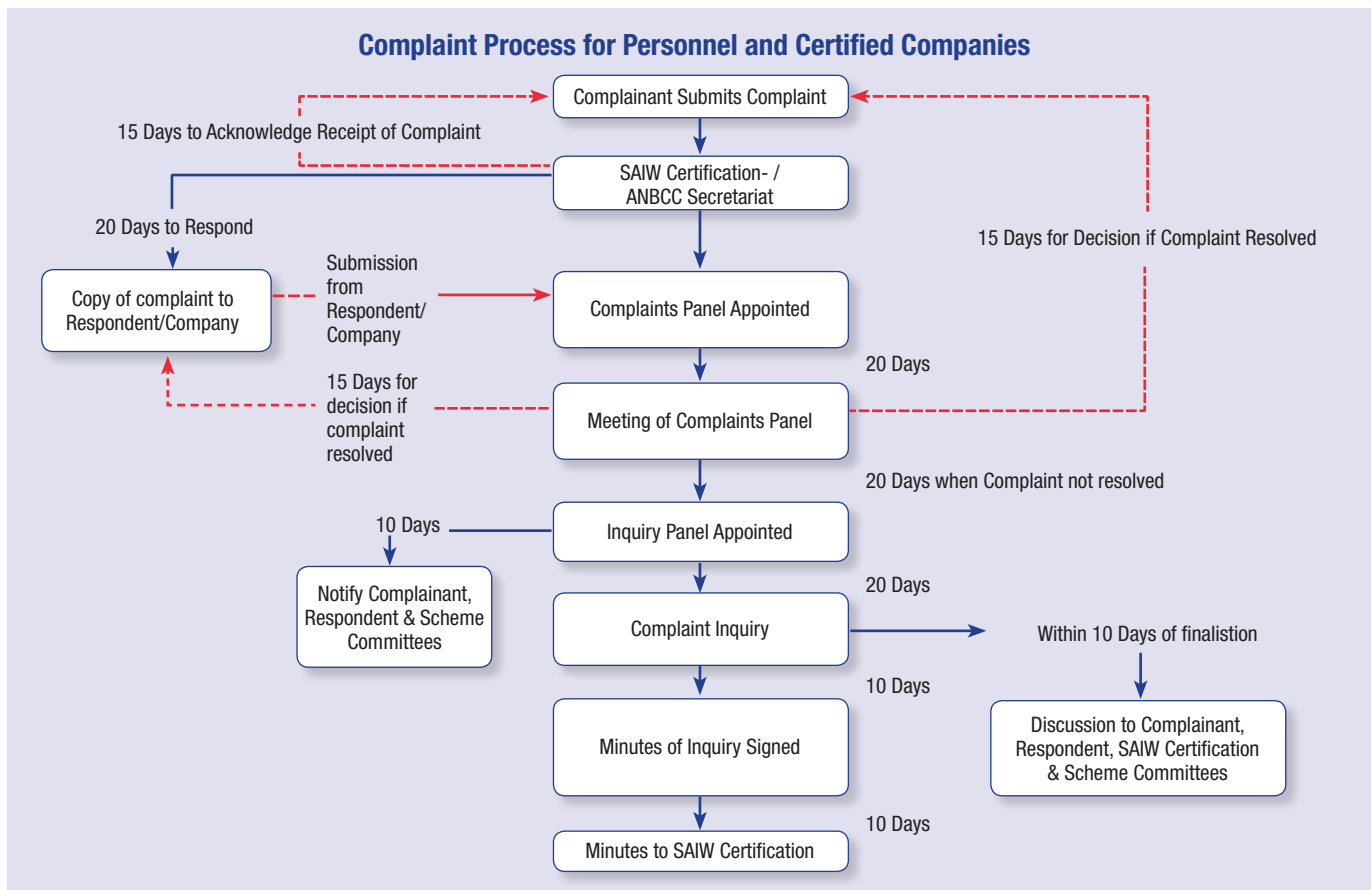 Complaint Process for Personnel and Certified Companies
Complainant Submits Complaint
15 Days to Acknowledge Receipt of Complaint
SAIW Certification- /
ANBCC Secretariat
20 Days to Respond
15 Days for Decision if Complaint Resolved
Copy of complaint to
Respondent/Company
Submission
from
Respondent/
Company
Complaints Panel Appointed
20 Days
15 Days for
decision if
complaint
resolved
Meeting of Complaints Panel
20 Days when Complaint not resolved
10 Days
Inquiry Panel Appointed
Notify Complainant,
Respondent & Scheme
Committees
20 Days
Complaint Inquiry
Within 10 Days of finalistion
10 Days
Minutes of Inquiry Signed
Discussion to Complainant,
Respondent, SAIW Certification
& Scheme Committees
10 Days
Minutes to SAIW Certification